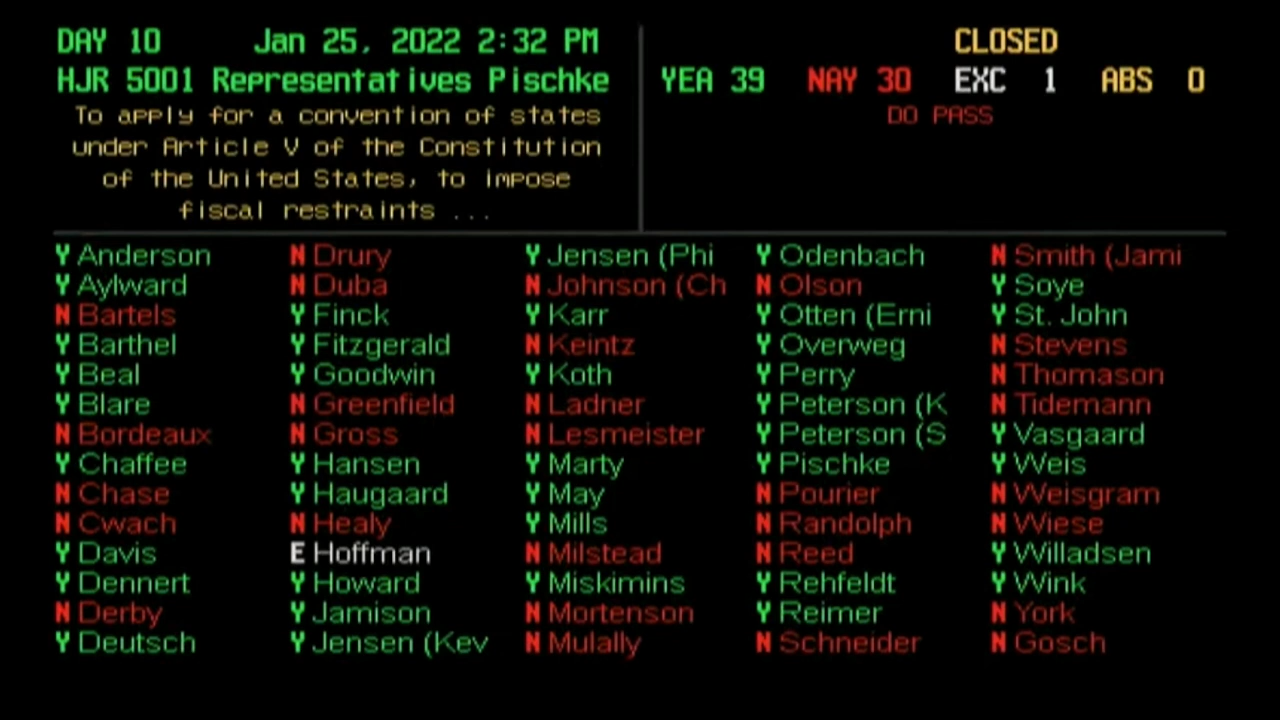 DAY 10 Jan 25, 2022 2:32 PM
HJR 5001 Representatives Pischke
To apply for a convention of states
under Article V of the Constitution
of the United States, to impose
fiscal restraints ...
CLOSED
YEA 39 NAY 30 EXC 1 ABS 0
DO PASS
Y Anderson
Y Aylward
N Bartels
Y Barthel
Y Beal
Y Blare
N Bordeaux
Y Chaffee
N Chase
N Cwach
Y Davis
Y Dennert
N Derby
Y Deutsch
N Drury
N Duba
Y Finck
Y Fitzgerald
Y Goodwin
N Greenfield
N Gross
Y Hansen
Y Haugaard
N Healy
E Hoffman
Y Howard
Y Jamison
Y Jensen (Kev
Y Jensen (Phi
N Johnson (Ch
Y Karr
N Keintz
Y Koth
N Ladner
N Lesmeister
Y Marty
Y May
Y Mills
N Milstead
Y Miskimins
N Mortenson
N Mulally
Y Odenbach
N Olson
Y Otten (Erni
Y Overweg
Y Perry
Y Peterson (K
Y Peterson (S
Y Pischke
N Pourier
N Randolph
N Reed
Y Rehfeldt
Y Reimer
N Schneider
N Smith (Jami
Y Soye
Y St. John
N Stevens
N Thomason
N Tidemann
Y Vasgaard
Y Weis
N Weisgram
N Wiese
Y Willadsen
Y Wink
N York
N Gosch